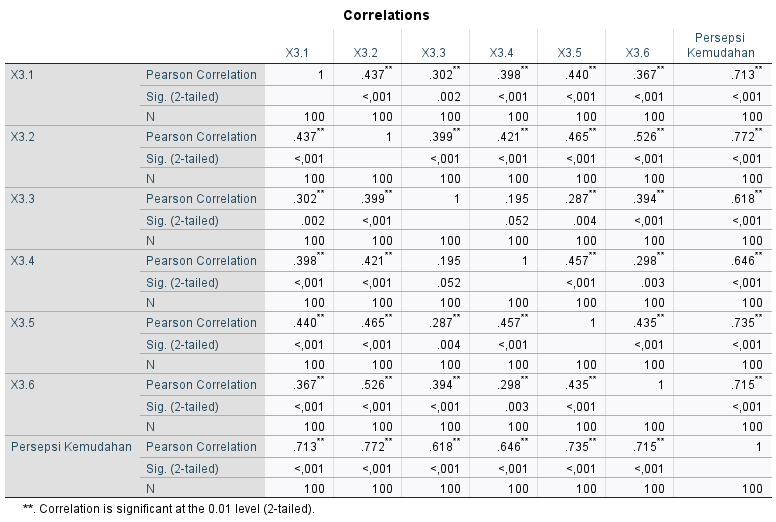 Correlations
X3.1 X3.2 X3.3 X3.4 X3.5 X3.6 Persepsi Kemudahan
X3.1 Pearson Correlation 1 .437** .302** .398** .440** .367** .713**
Sig. (2-tailed) <,001 .002 <,001 <,001 <,001 <,001
N 100 100 100 100 100 100 100
X3.2 Pearson Correlation .437** 1 .399** .421** .465** .526** .772**
Sig. (2-tailed) <,001 <,001 <,001 <,001 <,001 <,001
N 100 100 100 100 100 100 100
X3.3 Pearson Correlation .302** .399** 1 .195 .287** .394** .618**
Sig. (2-tailed) .002 <,001 .052 .004 <,001 <,001
N 100 100 100 100 100 100 100
X3.4 Pearson Correlation .398** .421** .195 1 .457** .298** .646**
Sig. (2-tailed) <,001 <,001 .052 <,001 .003 <,001
N 100 100 100 100 100 100 100
X3.5 Pearson Correlation .440** .465** .287** .457** 1 .435** .735**
Sig. (2-tailed) <,001 <,001 .004 <,001 <,001 <,001
N 100 100 100 100 100 100 100
X3.6 Pearson Correlation .367** .526** .394** .298** .435** 1 .715**
Sig. (2-tailed) <,001 <,001 <,001 .003 <,001 <,001
N 100 100 100 100 100 100 100
Persepsi Kemudahan Pearson Correlation .713** .772** .618** .646** .735** .715** 1
Sig. (2-tailed) <,001 <,001 <,001 <,001 <,001 <,001
N 100 100 100 100 100 100 100
**. Correlation is significant at the 0.01 level (2-tailed).